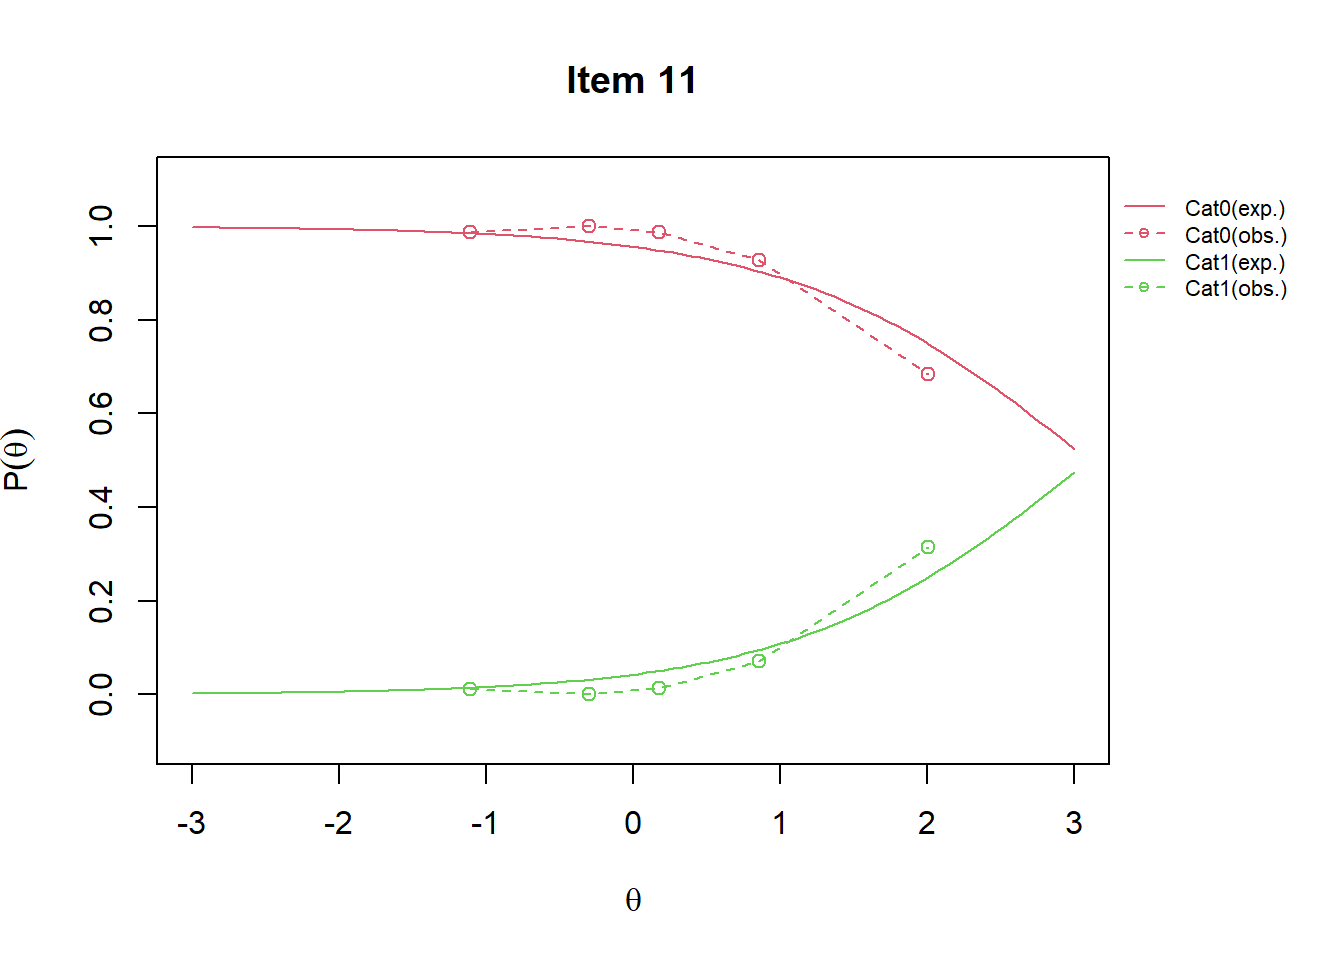 Item 11
P(θ)
1.0
0.8
0.6
0.4
0.2
0.0
-3 -2 -1 0 1 2 3
θ
Cat0(exp.)
Cat0(obs.)
Cat1(exp.)
Cat1(obs.)